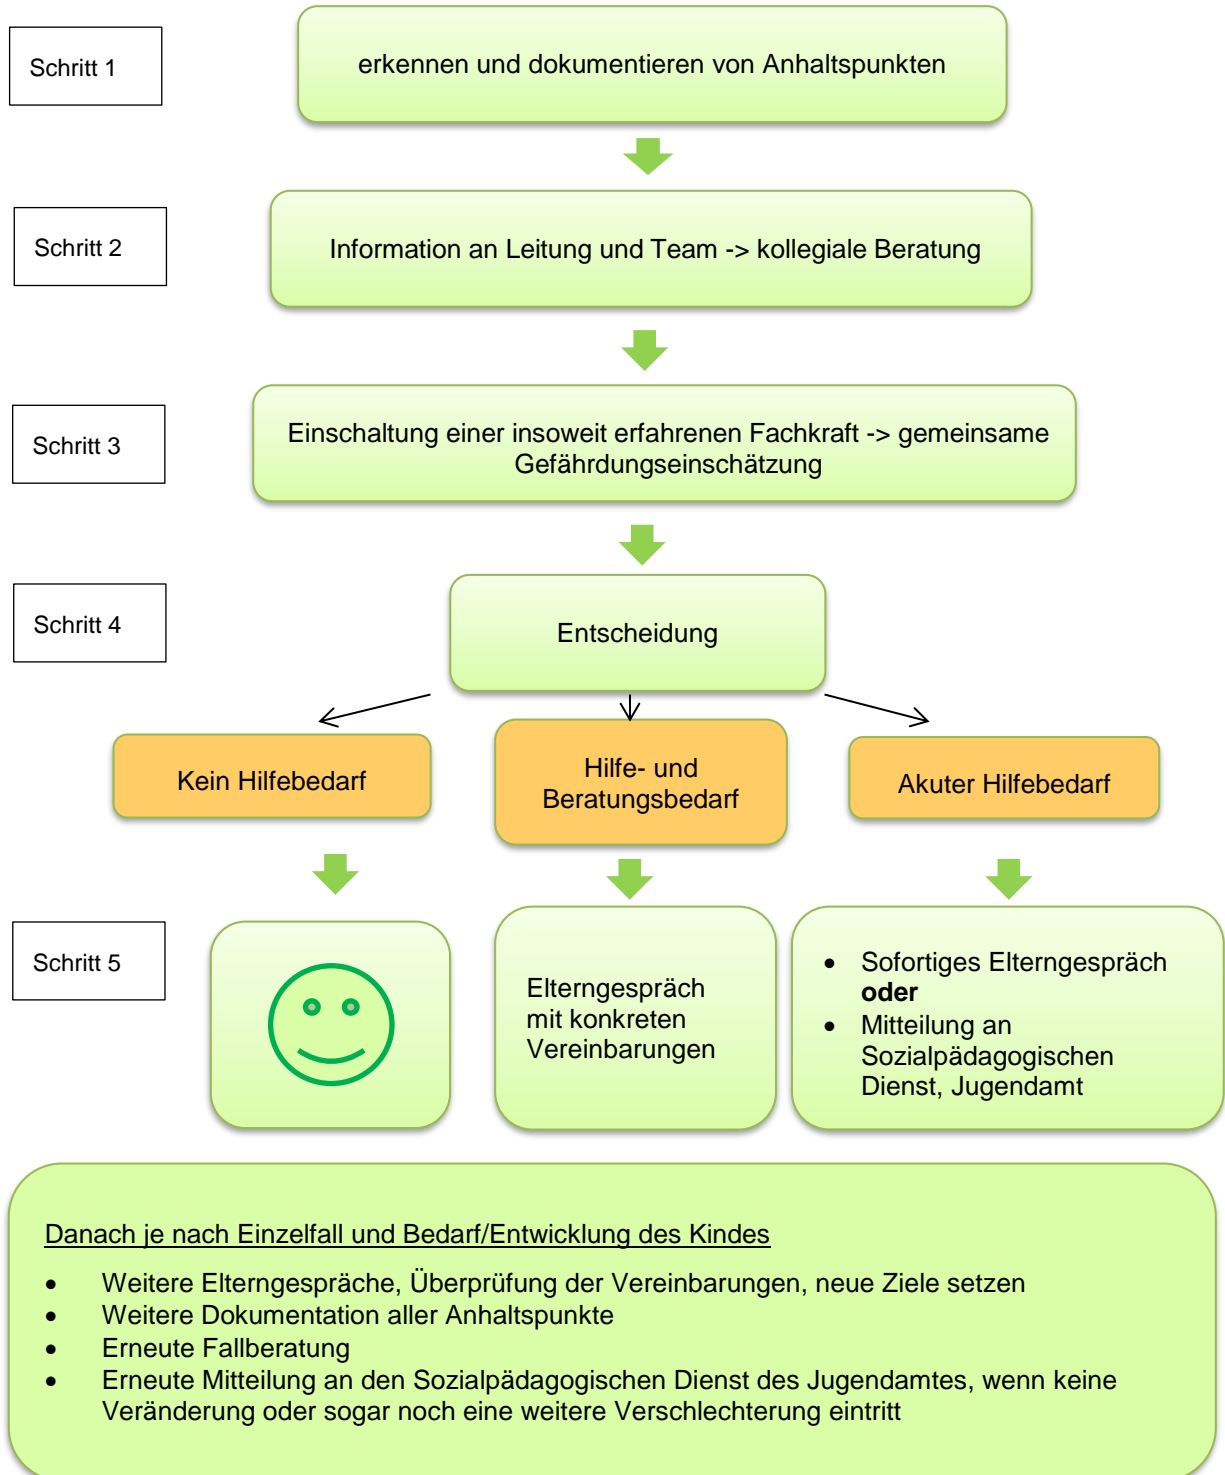 Schritt 1
erkennen und dokumentieren von Anhaltspunkten
Schritt 2
Information an Leitung und Team -> kollegiale Beratung
Schritt 3
Einschaltung einer insoweit erfahrenen Fachkraft -> gemeinsame
Gefährdungseinschätzung
Schritt 4
Entscheidung
Kein Hilfebedarf
Hilfe- und
Beratungsbedarf
Akuter Hilfebedarf
Schritt 5
Elterngespräch
mit konkreten
Vereinbarungen
• Sofortiges Elterngespräch
oder
• Mitteilung an
Sozialpädagogischen
Dienst, Jugendamt
Danach je nach Einzelfall und Bedarf/Entwicklung des Kindes
• Weitere Elterngespräche, Überprüfung der Vereinbarungen, neue Ziele setzen
• Weitere Dokumentation aller Anhaltspunkte
• Erneute Fallberatung
• Erneute Mitteilung an den Sozialpädagogischen Dienst des Jugendamtes, wenn keine
Veränderung oder sogar noch eine weitere Verschlechterung eintritt